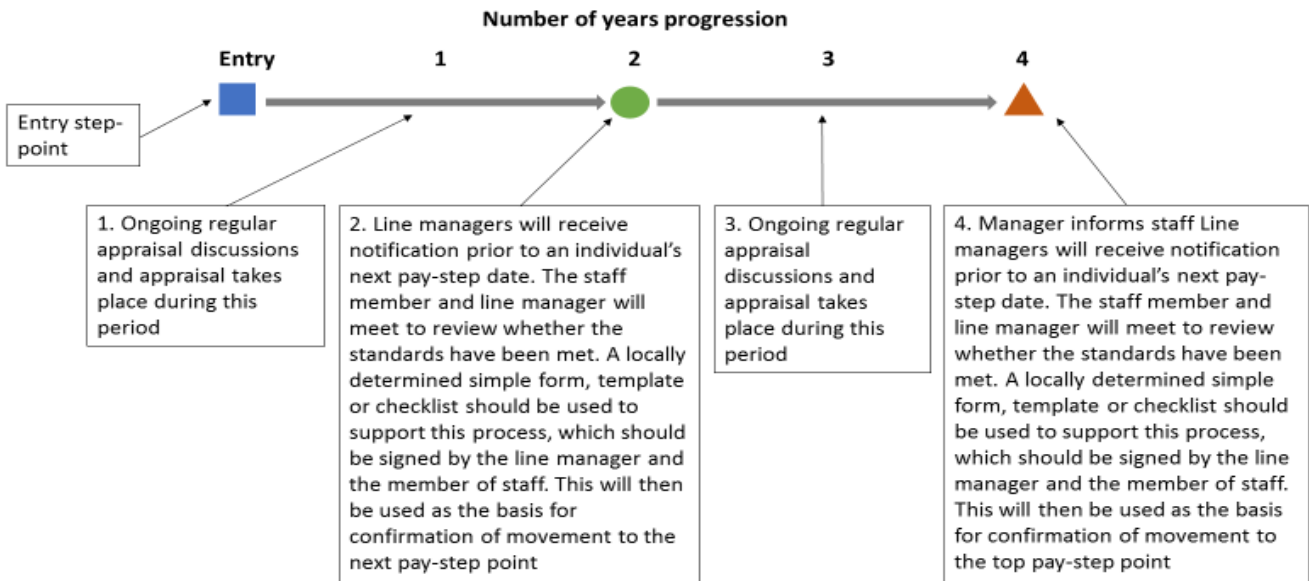 Number of years progression
Entry 1 2 3 4
Entry step-
point
1. Ongoing regular
appraisal discussions
and appraisal takes
place during this
period
2. Line managers will receive
notification prior to an individual’s
next pay-step date. The staff
member and line manager will
meet to review whether the
standards have been met. A locally
determined simple form, template
or checklist should be used to
support this process, which should
be signed by the line manager and
the member of staff. This will then
be used as the basis for
confirmation of movement to the
next pay-step point
3. Ongoing regular
appraisal
discussions and
appraisal takes
place during this
period
4. Manager informs staff Line
managers will receive notification
prior to an individual’s next pay-
step date. The staff member and
line manager will meet to review
whether the standards have been
met. A locally determined simple
form, template or checklist should
be used to support this process,
which should be signed by the line
manager and the member of staff.
This will then be used as the basis
for confirmation of movement to
the top pay-step point